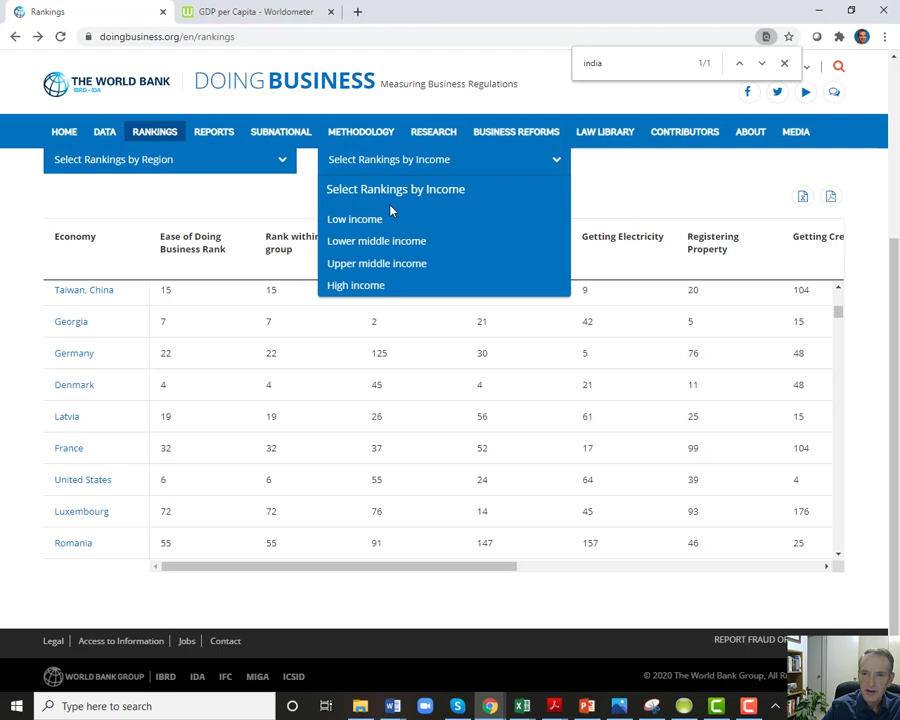 Rankings
GDP per Capita - Worldometer
doingbusiness.org/en/rankings
india 1/1
THE WORLD BANK
IBRD • IDA
DOING BUSINESS Measuring Business Regulations
HOME DATA RANKINGS REPORTS SUBNATIONAL METHODOLOGY RESEARCH BUSINESS REFORMS LAW LIBRARY CONTRIBUTORS ABOUT MEDIA
Select Rankings by Region Select Rankings by Income
Select Rankings by Income
Low income
Lower middle income
Upper middle income
High income
Economy Ease of Doing Rank within Getting Electricity Registering Getting Cre
Business Rank group Property
Taiwan, China 15 15 9 20 104
Georgia 7 7 2 21 42 5 15
Germany 22 22 125 30 5 76 48
Denmark 4 4 45 4 21 11 48
Latvia 19 19 26 56 61 25 15
France 32 32 37 52 17 99 104
United States 6 6 55 24 64 39 4
Luxembourg 72 72 76 14 45 93 176
Romania 55 55 91 147 157 46 25
Legal Access to Information Jobs Contact REPORT FRAUD O
WORLD BANK GROUP IBRD IDA IFC MIGA ICSID © 2020 The World Bank Group, All Ri
Type here to search